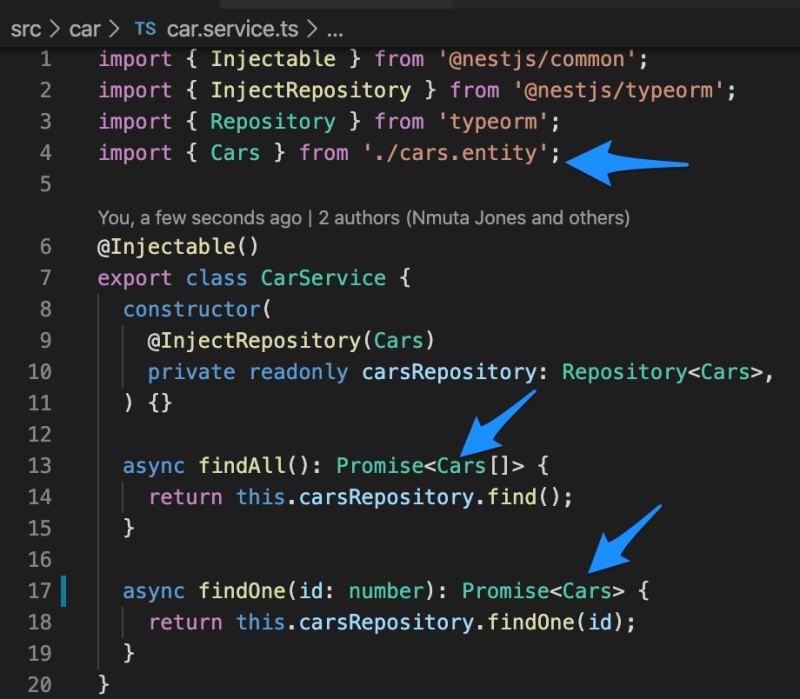 src > car > TS car.service.ts > ...
1 import { Injectable } from '@nestjs/common';
2 import { InjectRepository } from '@nestjs/typeorm';
3 import { Repository } from 'typeorm';
4 import { Cars } from './cars.entity';
5
You, a few seconds ago | 2 authors (Nmuta Jones and others)
6 @Injectable()
7 export class CarService {
8   constructor(
9     @InjectRepository(Cars)
10     private readonly carsRepository: Repository<Cars>,
11   ) {}
12
13   async findAll(): Promise<Cars[]> {
14     return this.carsRepository.find();
15   }
16
17   async findOne(id: number): Promise<Cars> {
18     return this.carsRepository.findOne(id);
19   }
20 }